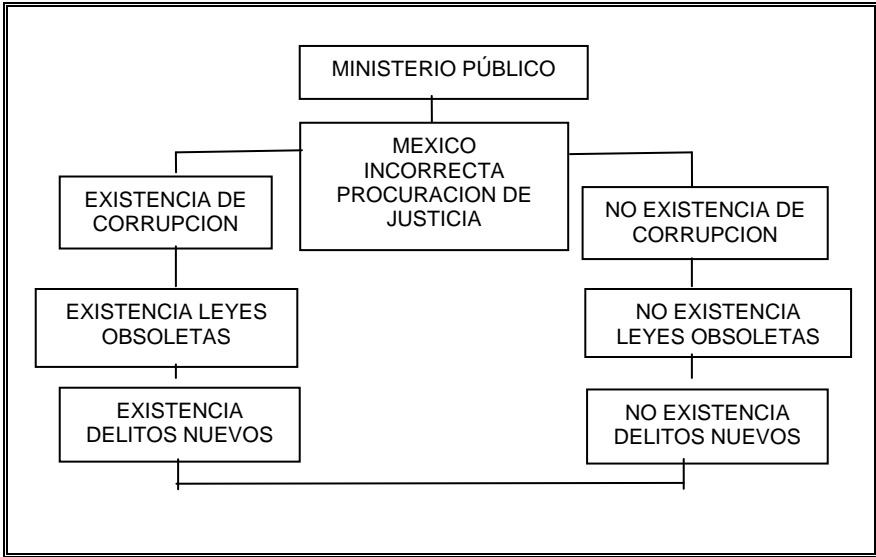 MINISTERIO PÚBLICO
MEXICO
INCORRECTA
PROCURACION DE
JUSTICIA
EXISTENCIA DE
CORRUPCION
NO EXISTENCIA DE
CORRUPCION
EXISTENCIA LEYES
OBSOLETAS
NO EXISTENCIA
LEYES OBSOLETAS
EXISTENCIA
DELITOS NUEVOS
NO EXISTENCIA
DELITOS NUEVOS